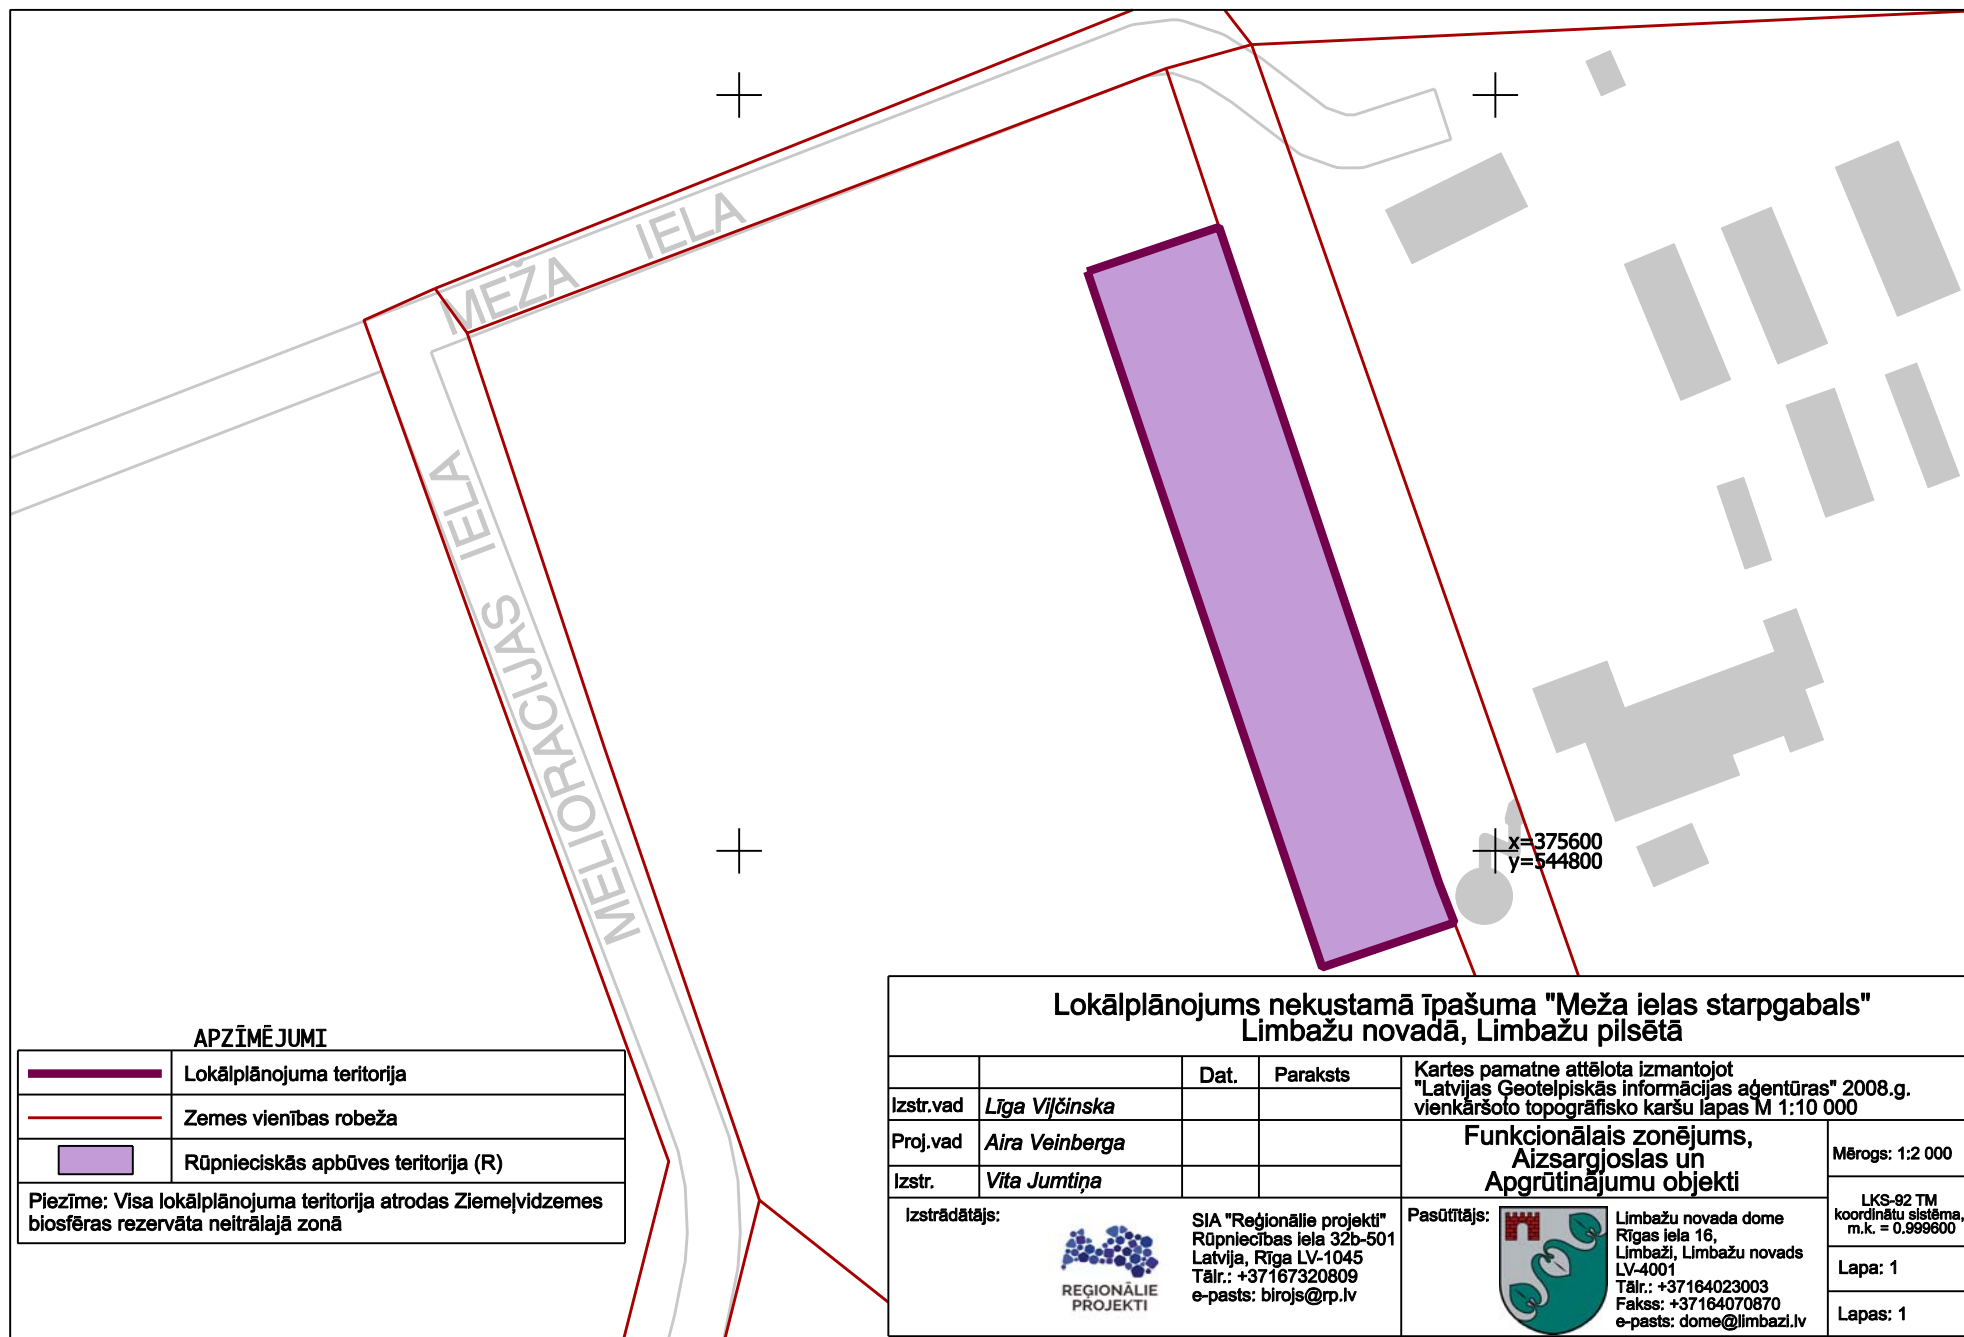 MEŽA IELA
MELIORĀCIJAS IELA
x=375600
y=544800
APZĪMĒJUMI
Lokālplānojuma teritorija
Zemes vienības robeža
Rūpnieciskās apbūves teritorija (R)
Piezīme: Visa lokālplānojuma teritorija atrodas Ziemeļvidzemes
biosfēras rezervāta neitrālajā zonā
Lokālplānojums nekustamā īpašuma "Meža ielas starpgabals"
Limbažu novadā, Limbažu pilsētā
Dat. Paraksts
Izstr.vad Līga Viļčinska
Proj.vad Aira Veinberga
Izstr. Vita Jumtiņa
Kartes pamatne attēlota izmantojot
"Latvijas Ģeotelpiskās informācijas aģentūras" 2008.g.
vienkāršoto topogrāfisko karšu lapas M 1:10 000
Funkcionālais zonējums,
Aizsargjoslas un
Apgrūtinājumu objekti
Mērogs: 1:2 000
LKS-92 TM
koordinātu sistēma,
m.k. = 0.999600
Lapa: 1
Lapas: 1
Izstrādātājs:
REĢIONĀLIE
PROJEKTI
SIA "Reģionālie projekti"
Rūpniecības iela 32b-501
Latvija, Rīga LV-1045
Tālr.: +37167320809
e-pasts: birojs@rp.lv
Pasūtītājs:
Limbažu novada dome
Rīgas iela 16,
Limbaži, Limbažu novads
LV-4001
Tālr.: +37164023003
Fakss: +37164070870
e-pasts: dome@limbazi.lv